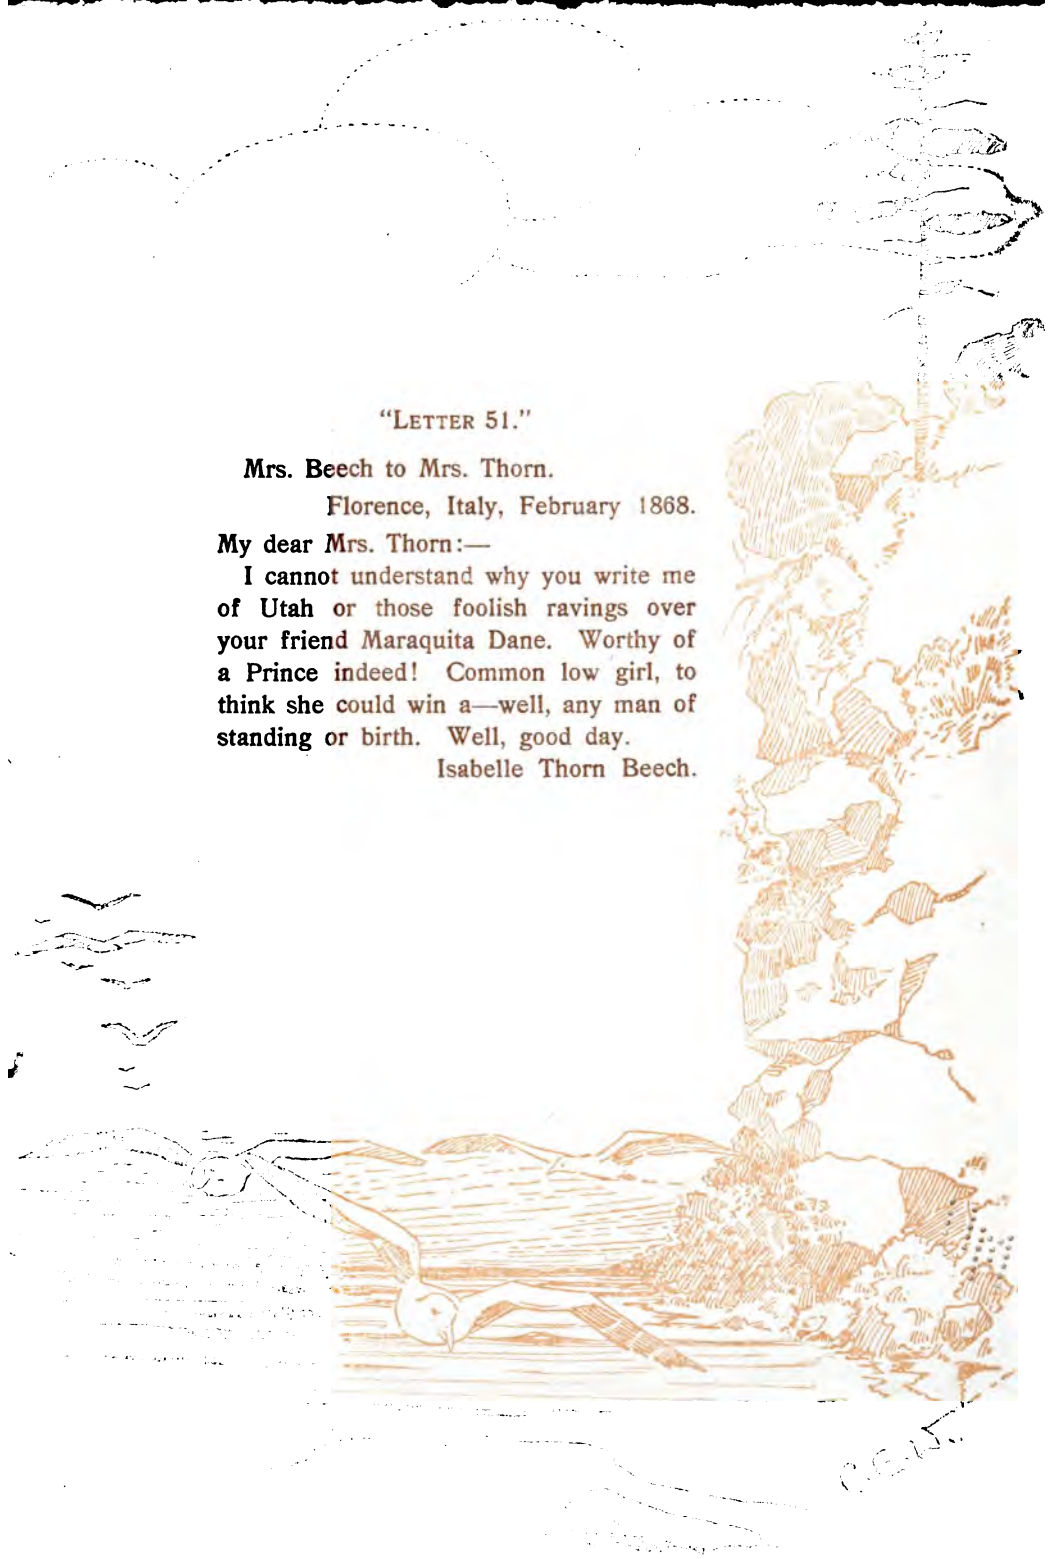 “LETTER 51.”
Mrs. Beech to Mrs. Thorn.
Florence, Italy, February 1868.
My dear Mrs. Thorn:—
I cannot understand why you write me
of Utah or those foolish ravings over
your friend Maraquita Dane. Worthy of
a Prince indeed! Common low girl, to
think she could win a—well, any man of
standing or birth. Well, good day.
Isabelle Thorn Beech.